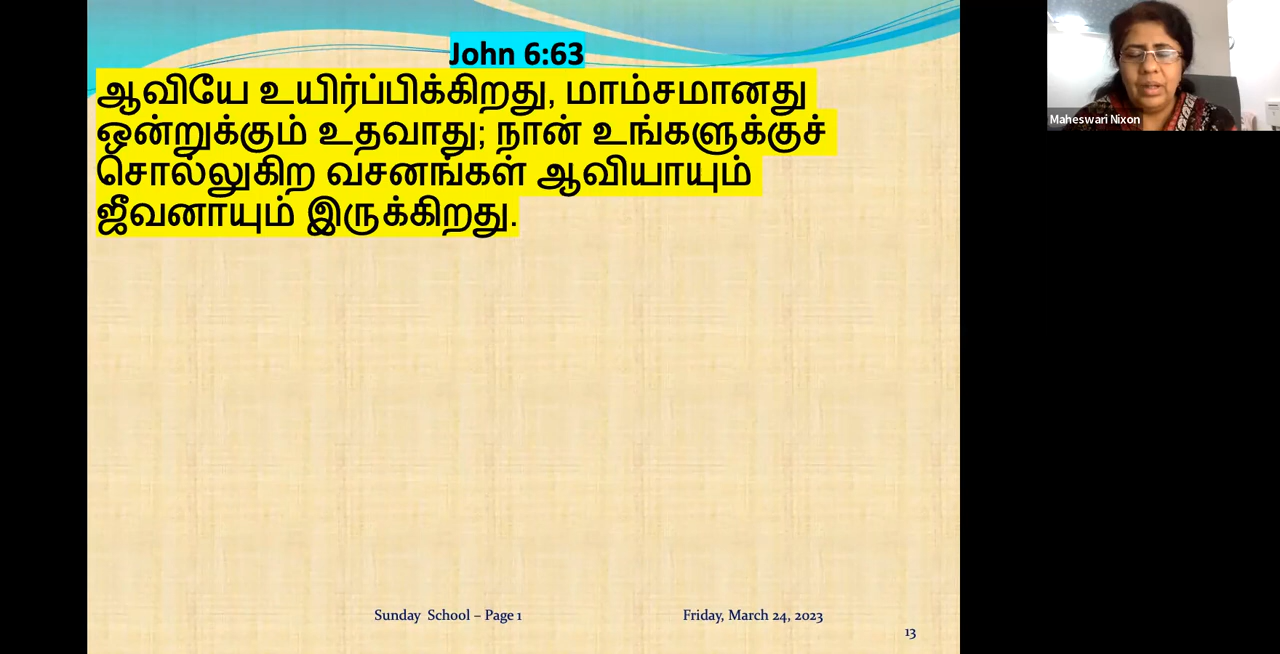 John 6:63
ஆவியே உயிர்ப்பிக்கிறது, மாம்சமானது
ஒன்றுக்கும் உதவாது; நான் உங்களுக்குச்
சொல்லுகிற வசனங்கள் ஆவியாயும்
ஜீவனாயும் இருக்கிறது.
Maheswari Nixon
Sunday School – Page 1
Friday, March 24, 2023
13